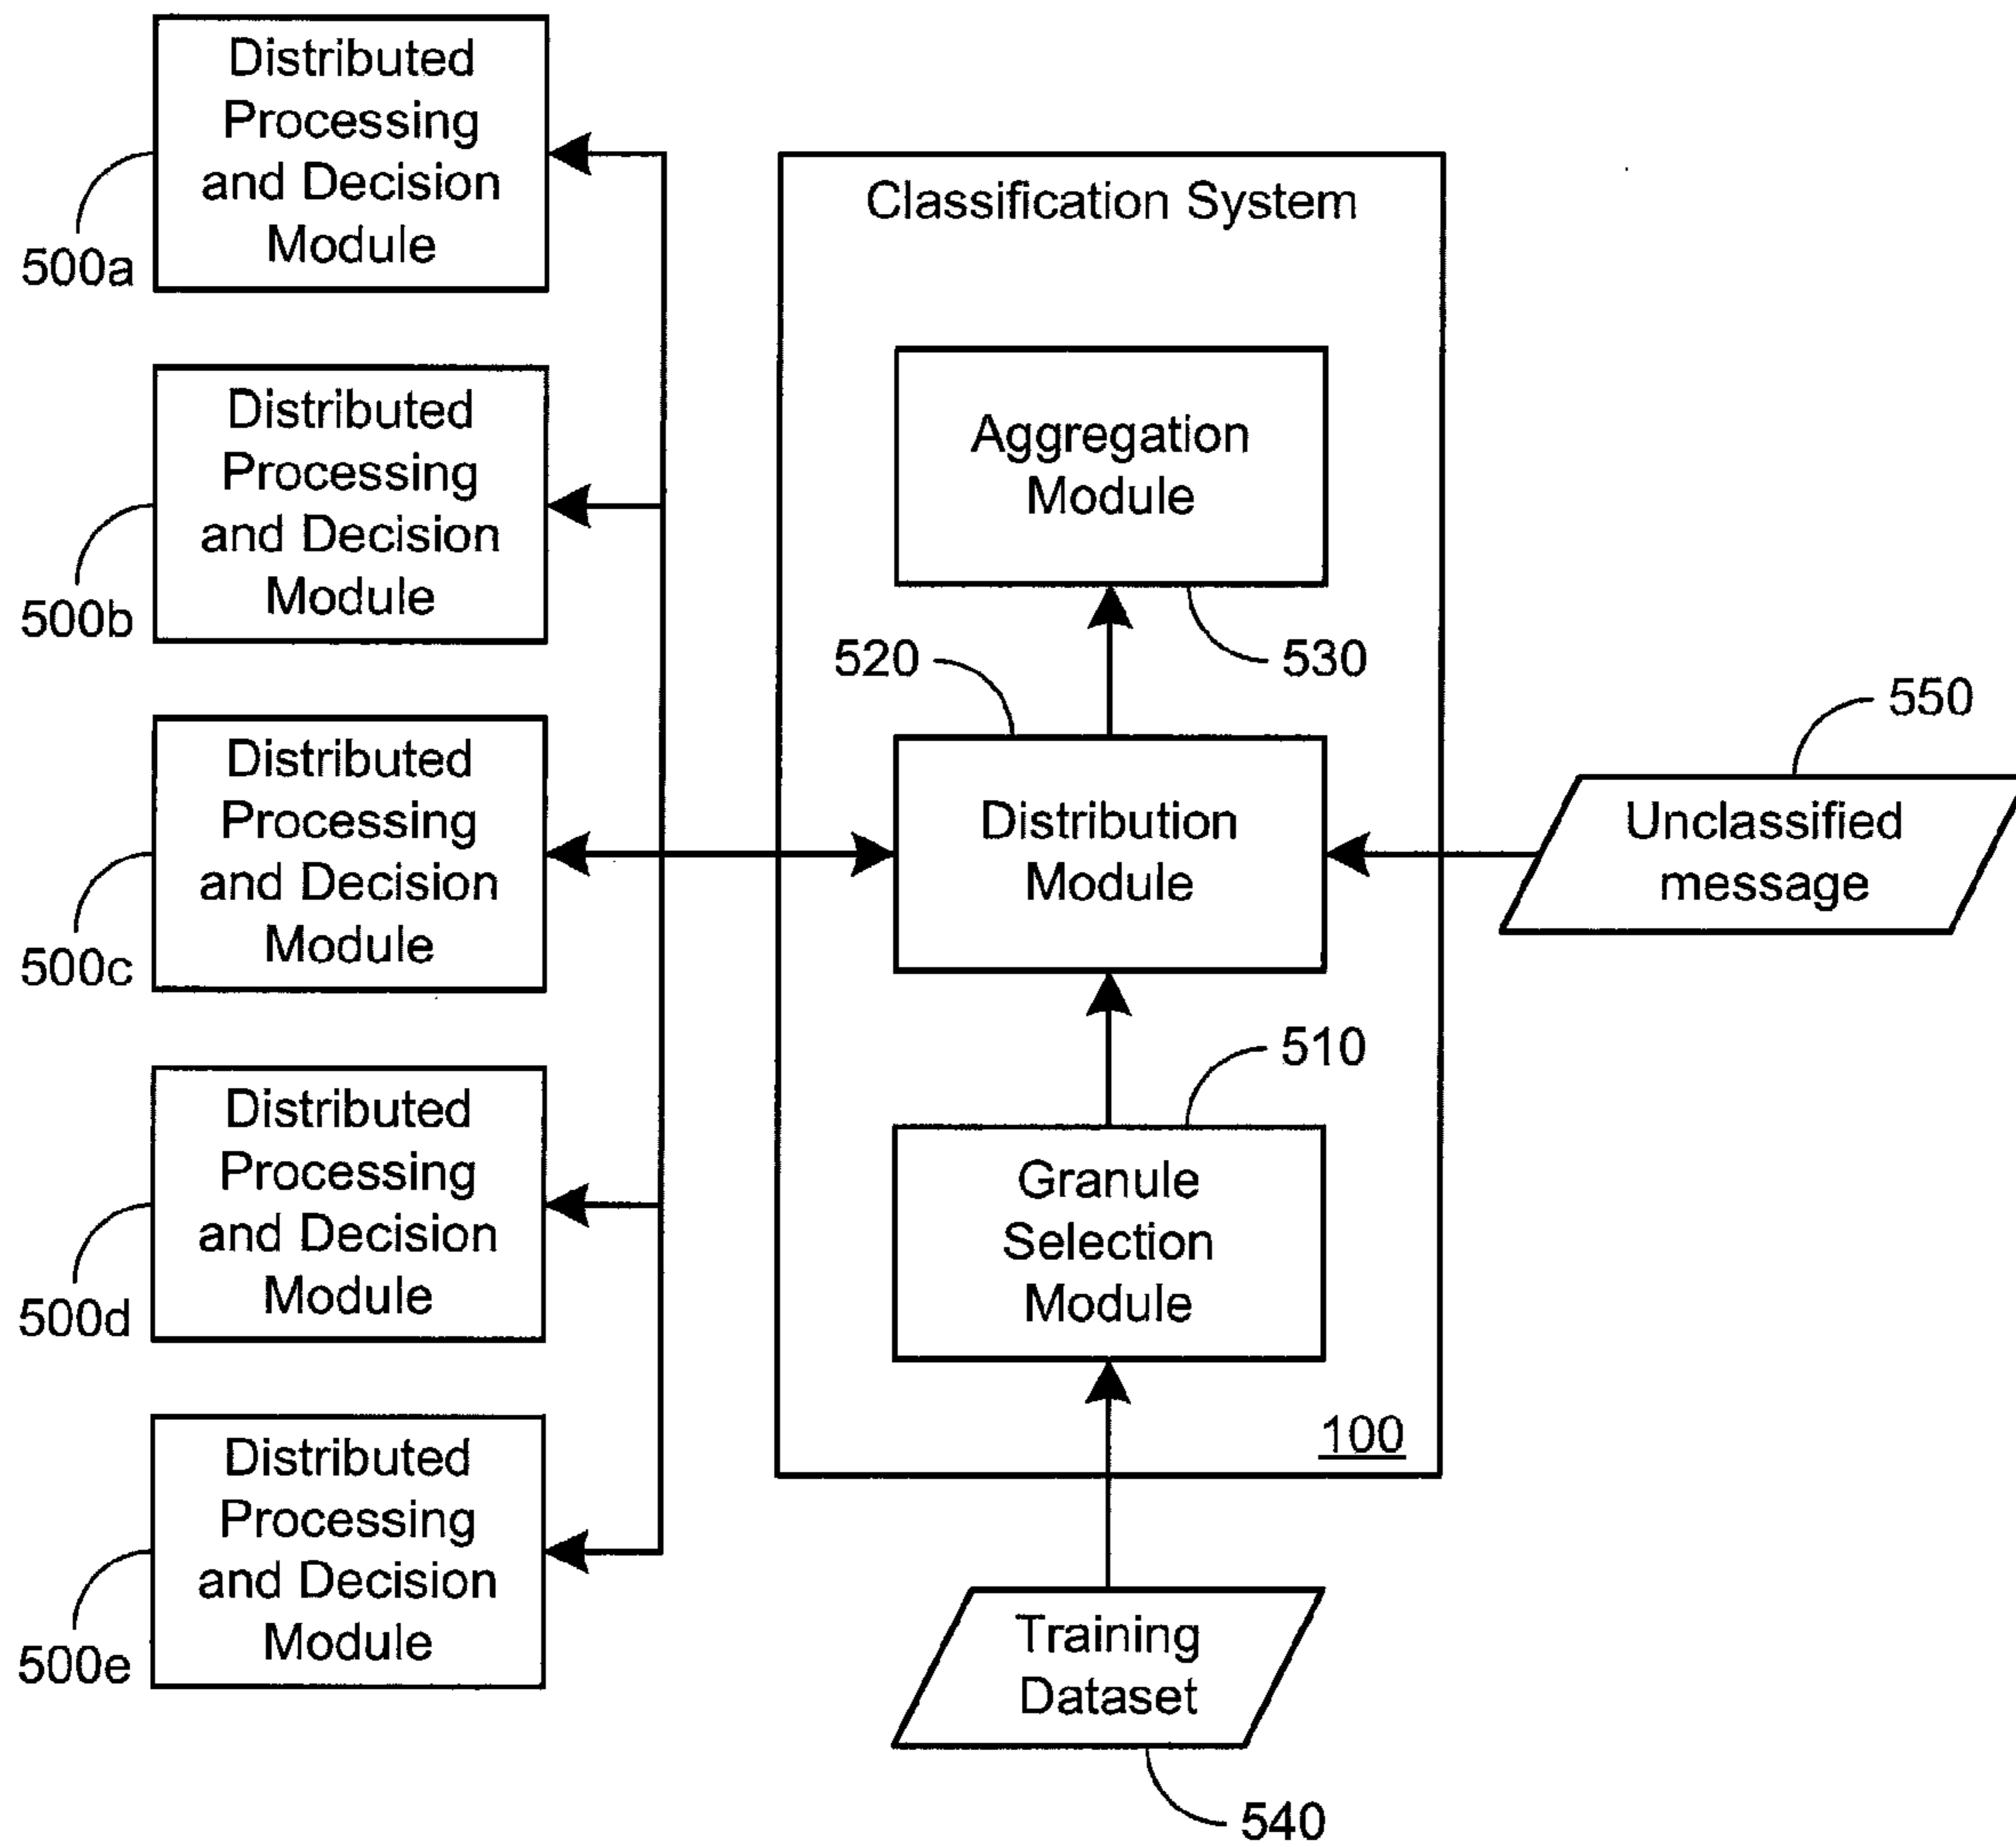 Distributed
Processing
and Decision
Module
500a
Distributed
Processing
and Decision
Module
500b
Distributed
Processing
and Decision
Module
500c
Distributed
Processing
and Decision
Module
500d
Distributed
Processing
and Decision
Module
500e
Classification System
Aggregation
Module
530
520
Distribution
Module
510
Granule
Selection
Module
100
Training
Dataset
540
550
Unclassified
message